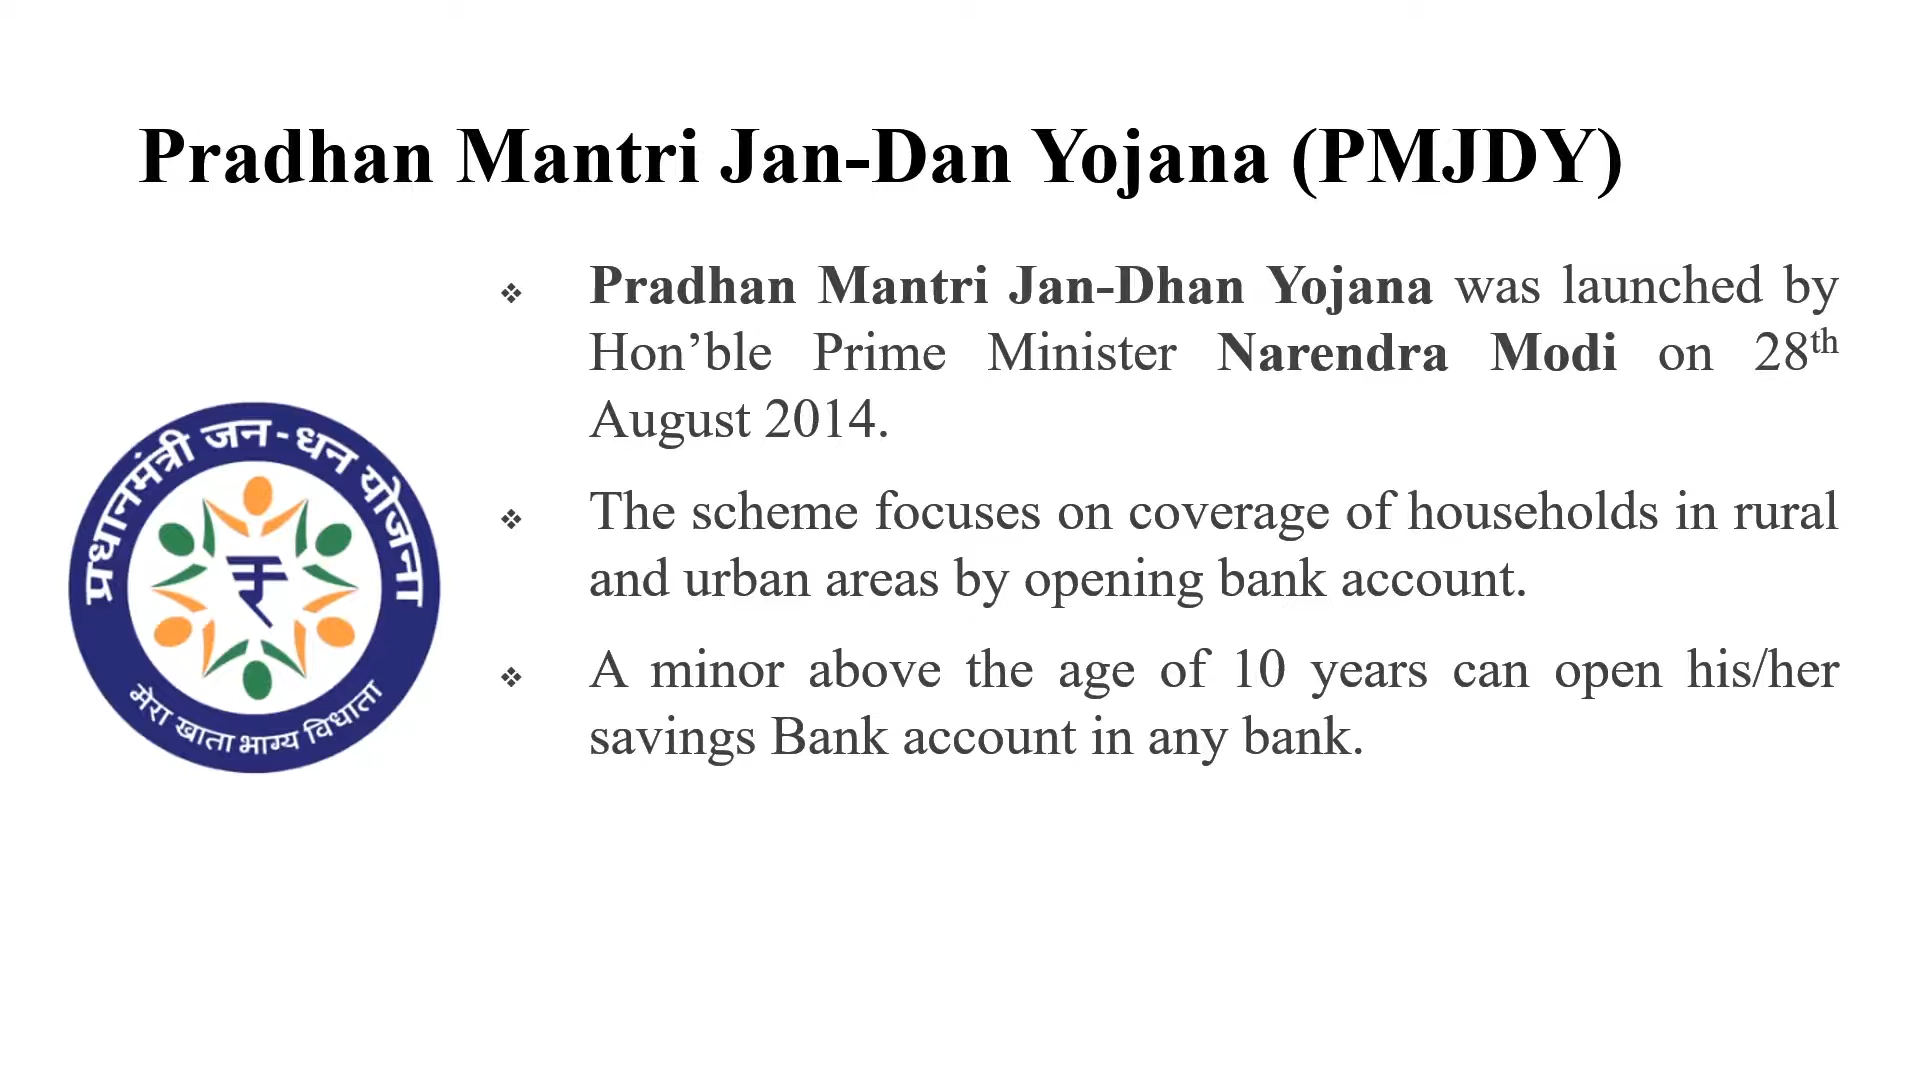 Pradhan Mantri Jan-Dan Yojana (PMJDY)
❖ Pradhan Mantri Jan-Dhan Yojana was launched by
Hon’ble Prime Minister Narendra Modi on 28th
August 2014.
❖ The scheme focuses on coverage of households in rural
and urban areas by opening bank account.
❖ A minor above the age of 10 years can open his/her
savings Bank account in any bank.
प्रधानमंत्री जन-धन योजना
₹
मेरा खाता भाग्य विधाता